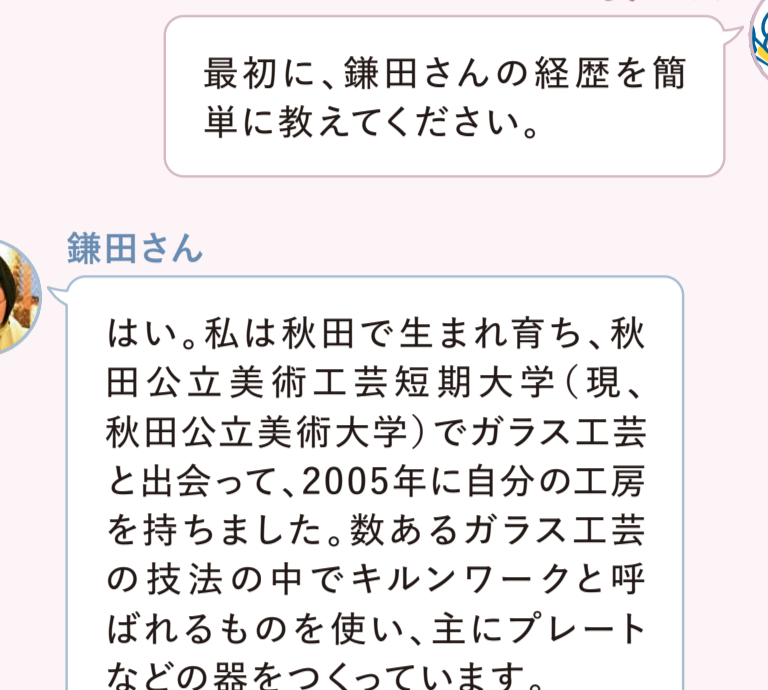 最初に、鎌田さんの経歴を簡
単に教えてください。
鎌田さん
はい。私は秋田で生まれ育ち、秋
田公立美術工芸短期大学（現、
秋田公立美術大学）でガラス工芸
と出会って、2005年に自分の工房
を持ちました。数あるガラス工芸
の技法の中でキルンワークと呼
ばれるものを使い、主にプレート
などの器をつくっています。